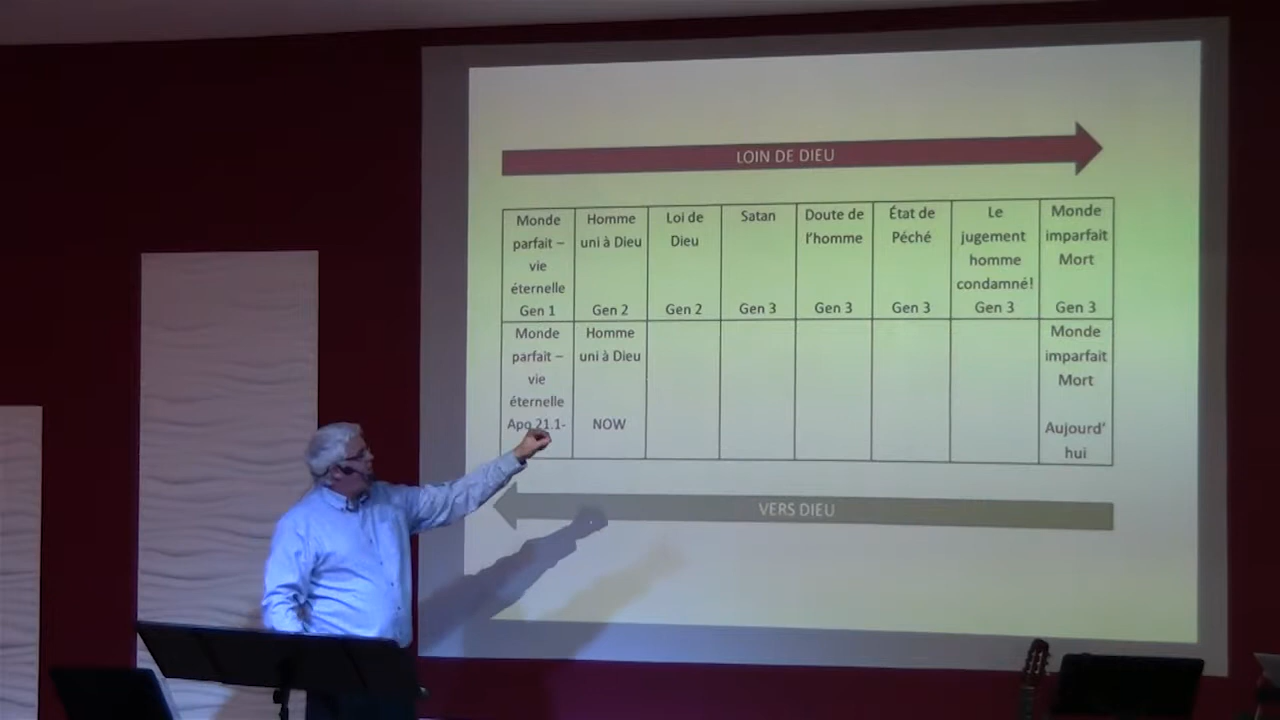 LOIN DE DIEU
Monde
parfait –
vie
éternelle
Gen 1
Homme
uni à Dieu
Gen 2
Loi de
Dieu
Gen 2
Satan
Gen 3
Doute de
l'homme
Gen 3
État de
Péché
Gen 3
Le
jugement
homme
condamné!
Gen 3
Monde
imparfait
Mort
Gen 3
Monde
parfait –
vie
éternelle
Apo 21.1-
Homme
uni à Dieu
NOW
Monde
imparfait
Mort
Aujourd'
hui
VERS DIEU